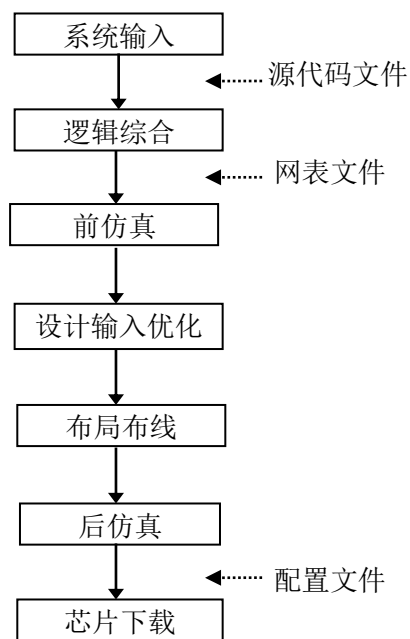 系统输入
源代码文件
逻辑综合
网表文件
前仿真
设计输入优化
布局布线
后仿真
配置文件
芯片下载